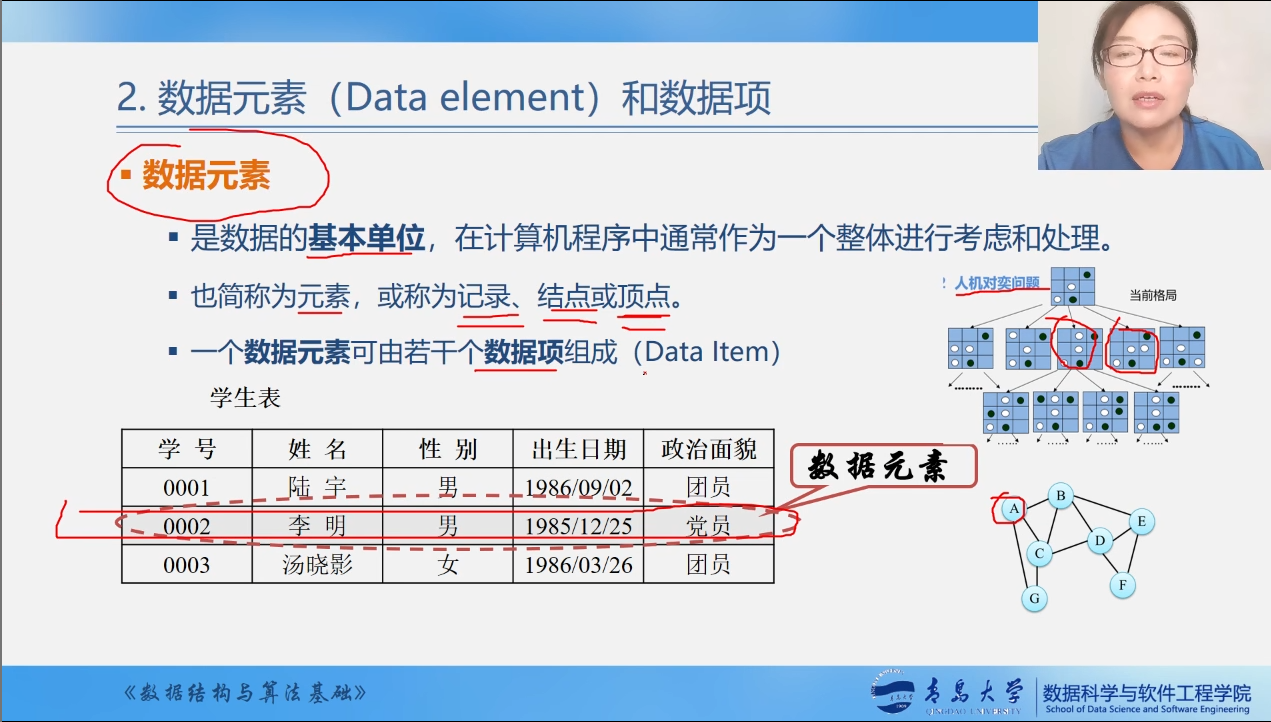 2. 数据元素（Data element）和数据项
▪ 数据元素
▪ 是数据的基本单位，在计算机程序中通常作为一个整体进行考虑和处理。
▪ 也简称为元素，或称为记录、结点或顶点。
▪ 一个数据元素可由若干个数据项组成（Data Item）
人机对奕问题
当前格局
........ ........
...... ...... ...... ......
学生表
学 号 姓 名 性 别 出生日期 政治面貌
0001 陆 宇 男 1986/09/02 团员
0002 李 明 男 1985/12/25 党员
0003 汤晓影 女 1986/03/26 团员
数据元素
A
B
E
C
D
F
G
《数据结构与算法基础》
青岛大学
QINGDAO UNIVERSITY
数据科学与软件工程学院
School of Data Science and Software Engineering